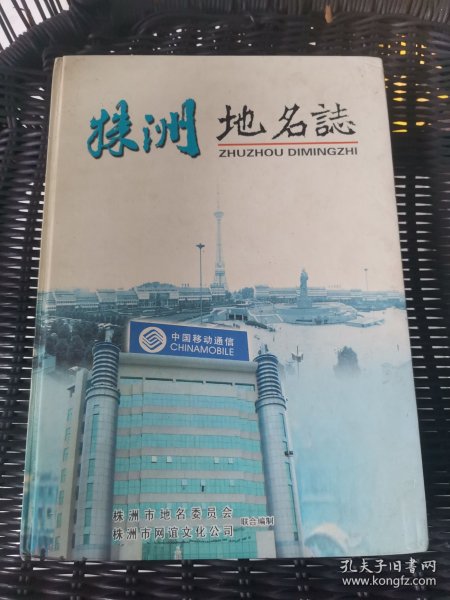 株洲 地名誌
ZHUZHOU DIMINGZHI
中国移动通信
CHINAMOBILE
株洲市地名委员会
株洲市网谊文化公司
联合编制
孔夫子旧书网
www.kongfz.com